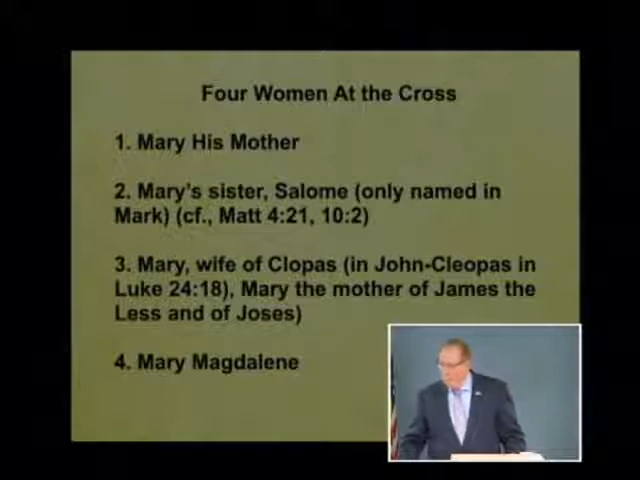 Four Women At the Cross
1. Mary His Mother
2. Mary's sister, Salome (only named in
Mark) (cf., Matt 4:21, 10:2)
3. Mary, wife of Clopas (in John-Cleopas in
Luke 24:18), Mary the mother of James the
Less and of Joses)
4. Mary Magdalene